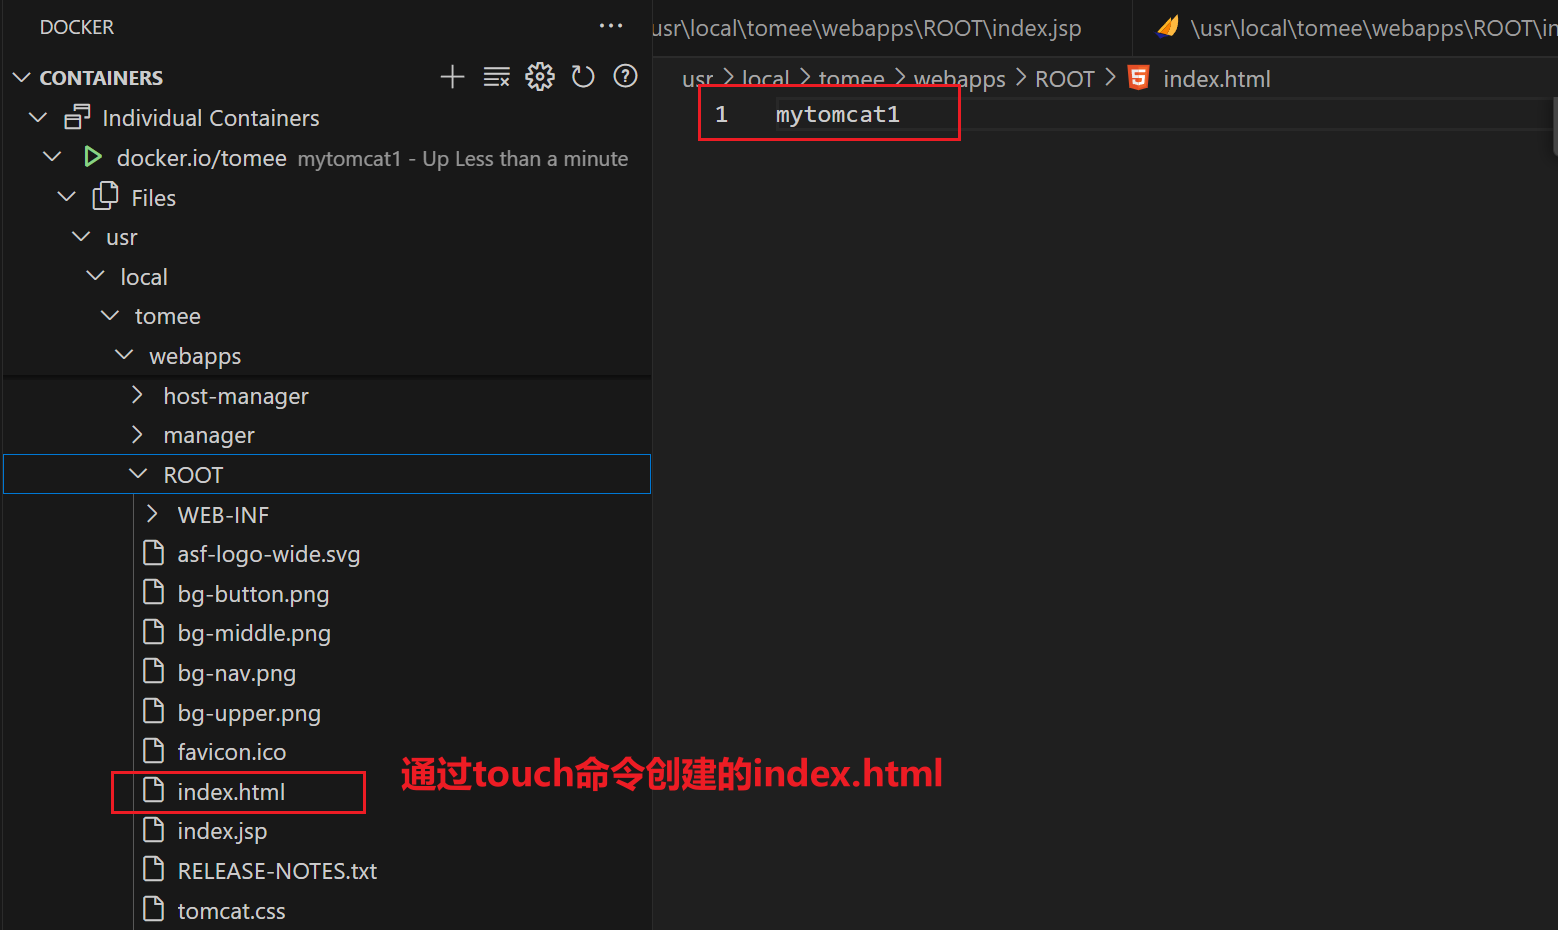 DOCKER
CONTAINERS
Individual Containers
docker.io/tomee mytomcat1 - Up Less than a minute
Files
usr
local
tomee
webapps
host-manager
manager
ROOT
WEB-INF
asf-logo-wide.svg
bg-button.png
bg-middle.png
bg-nav.png
bg-upper.png
favicon.ico
index.html
index.jsp
RELEASE-NOTES.txt
tomcat.css
usr\local\tomee\webapps\ROOT\index.jsp
\usr\local\tomee\webapps\ROOT\in
usr > local > tomee > webapps > ROOT > index.html
1 mytomcat1
通过touch命令创建的index.html